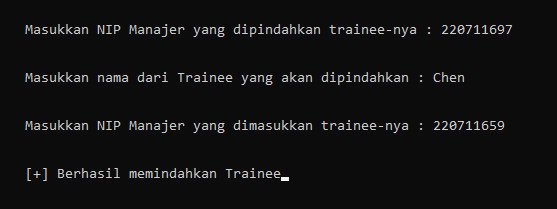 Masukkan NIP Manajer yang dipindahkan trainee-nya : 220711697
Masukkan nama dari Trainee yang akan dipindahkan : Chen
Masukkan NIP Manajer yang dimasukkan trainee-nya : 220711659
[+] Berhasil memindahkan Trainee